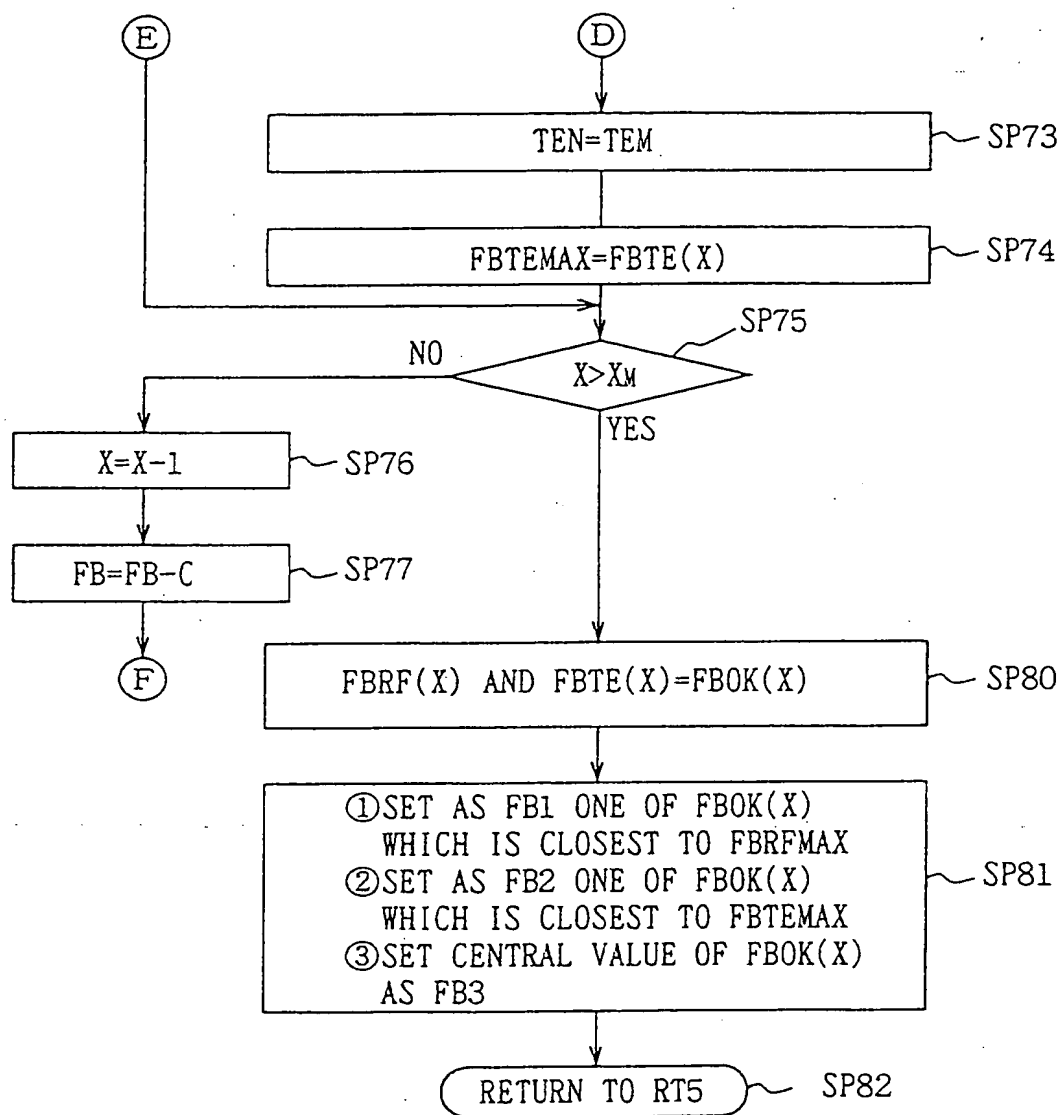 E
D
TEN=TEM
SP73
FBTEMAX=FBTE(X)
SP74
SP75
NO
X>XM
YES
X=X-1
SP76
FB=FB-C
SP77
F
FBRF(X) AND FBTE(X)=FBOK(X)
SP80
①SET AS FB1 ONE OF FBOK(X)
WHICH IS CLOSEST TO FBRFMAX
②SET AS FB2 ONE OF FBOK(X)
WHICH IS CLOSEST TO FBTEMAX
③SET CENTRAL VALUE OF FBOK(X)
AS FB3
SP81
RETURN TO RT5
SP82